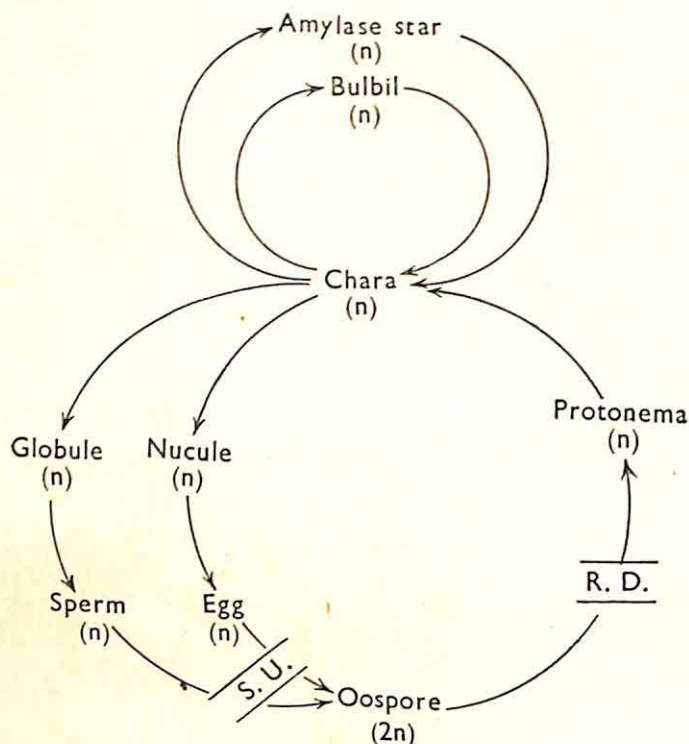 Amylase star
(n)
Bulbil
(n)
Chara
(n)
Protonema
(n)
Globule
(n)
Nucule
(n)
R. D.
Sperm
(n)
Egg
(n)
S. U.
Oospore
(2n)